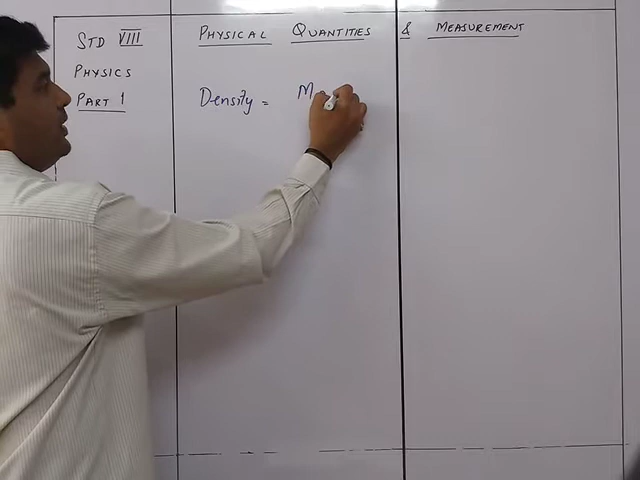 STD VIII
PHYSICS
PART 1
PHYSICAL QUANTITIES & MEASUREMENT
Density = M